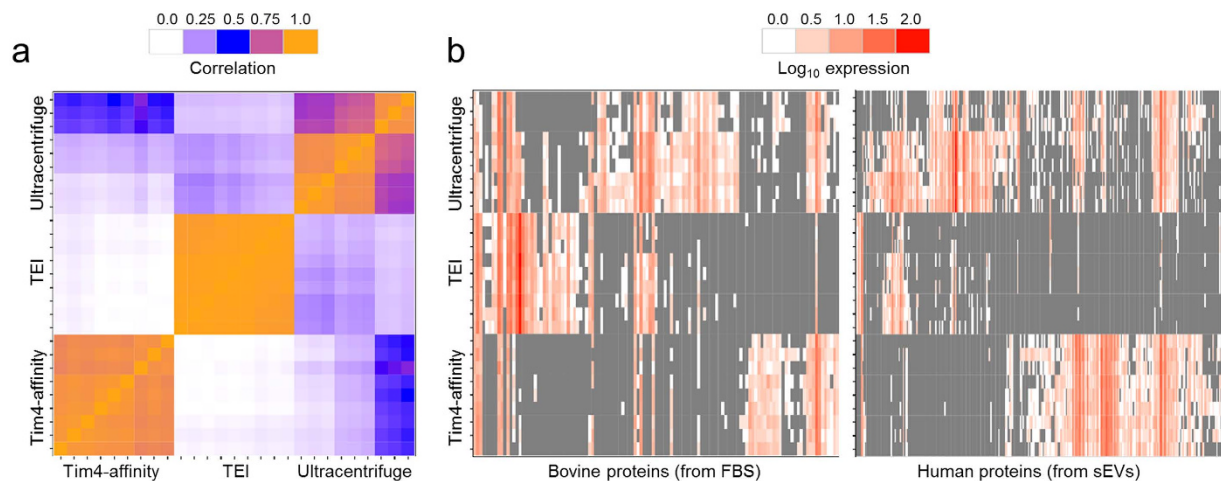 0.0 0.25 0.5 0.75 1.0
Correlation
0.0 0.5 1.0 1.5 2.0
Log₁₀ expression
a
b
Ultracentrifuge
TEI
Tim4-affinity
Tim4-affinity TEI Ultracentrifuge
Ultracentrifuge
TEI
Tim4-affinity
Bovine proteins (from FBS)
Human proteins (from sEVs)